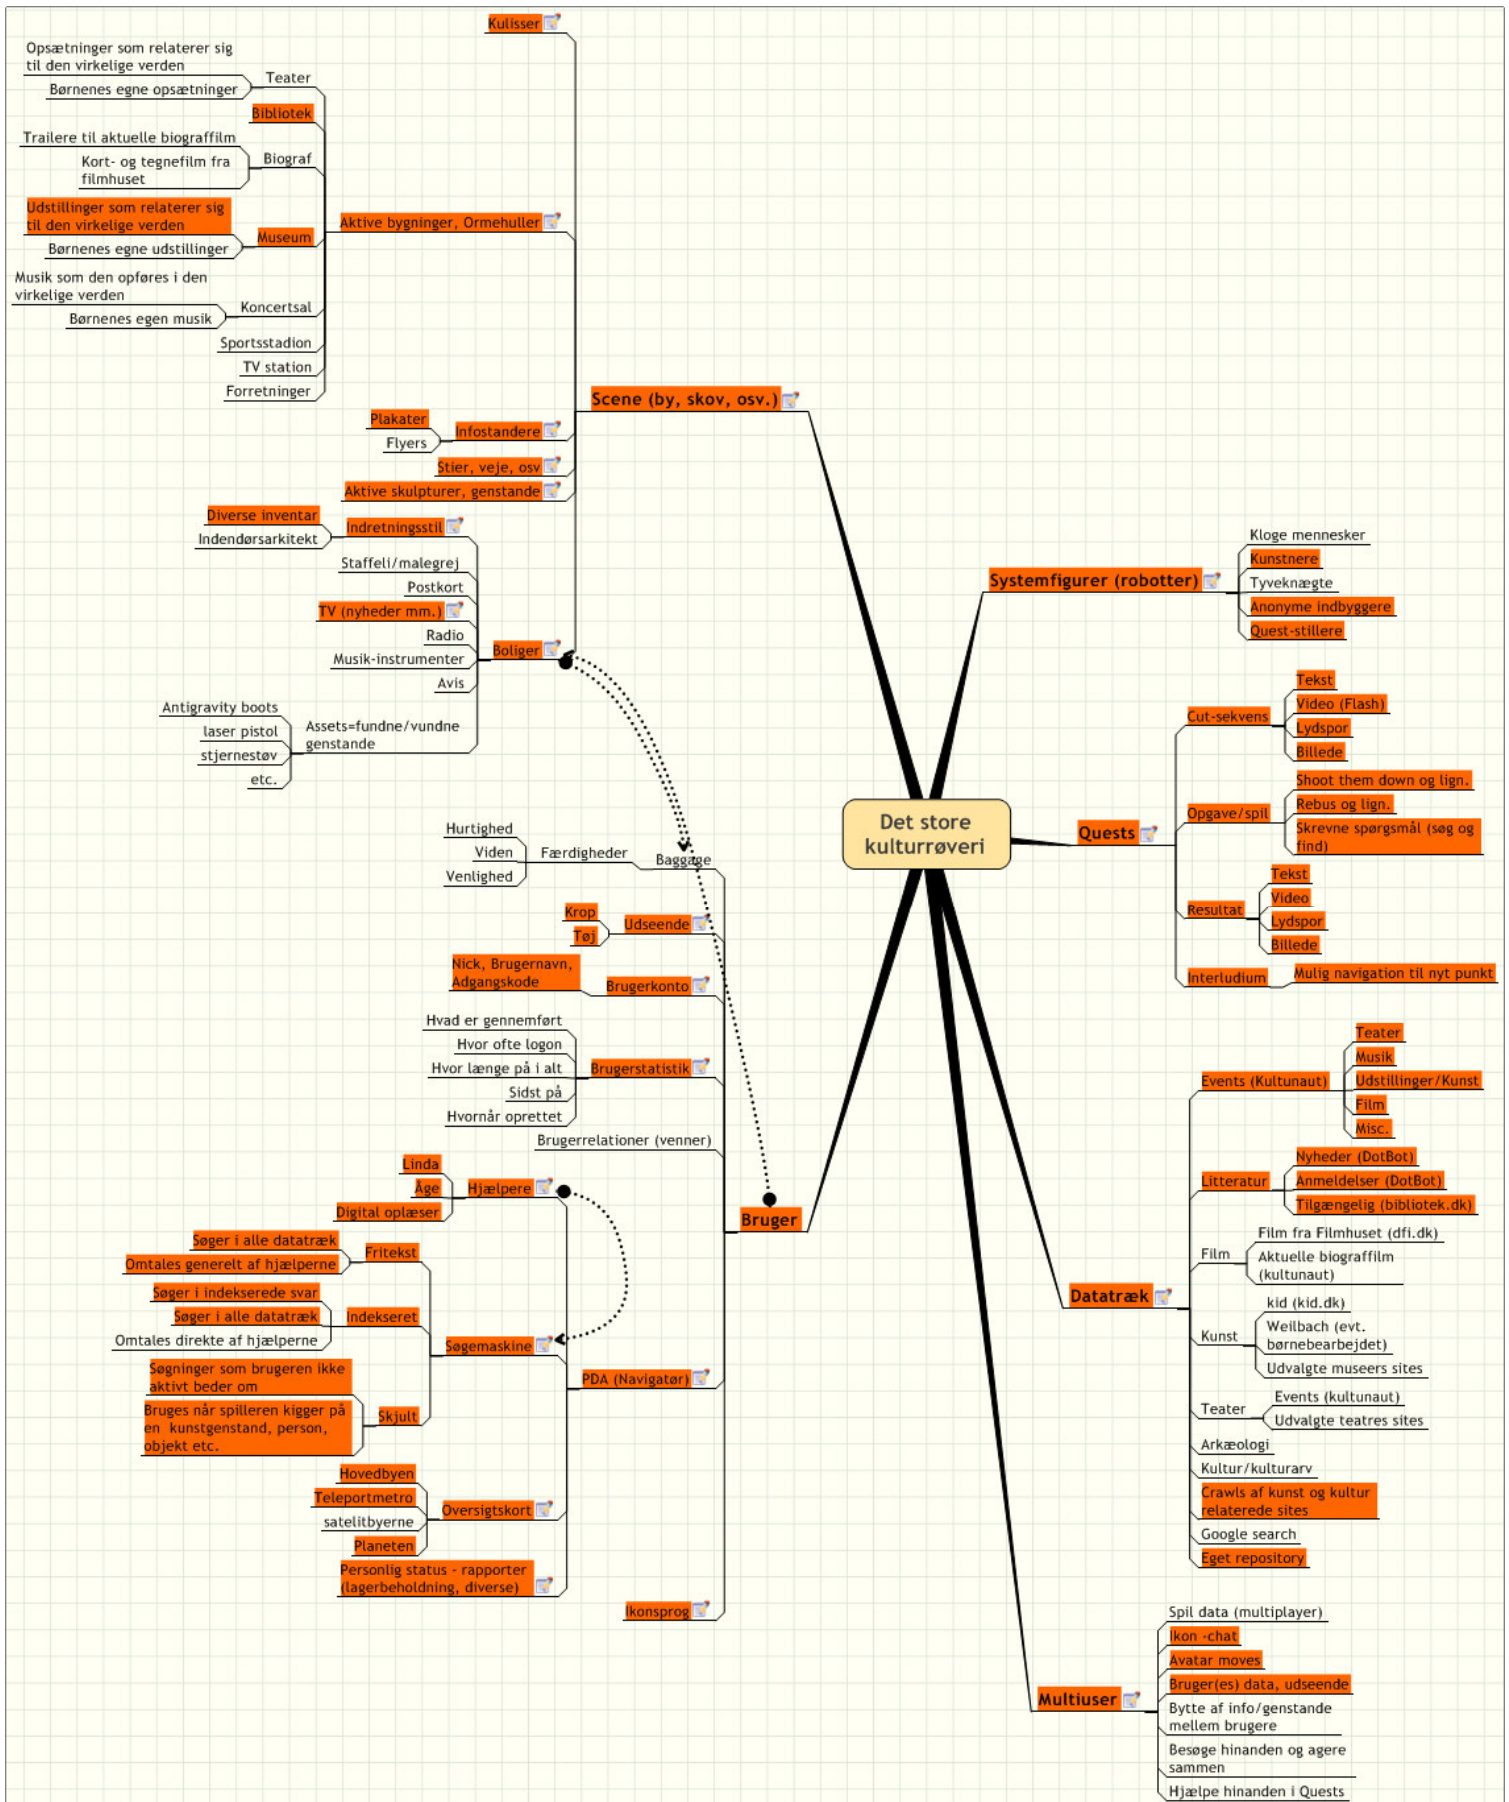 Det store
kulturrøveri
Scene (by, skov, osv.)
Kulisser
Aktive bygninger, Ormehuller
Teater
Opsætninger som relaterer sig
til den virkelige verden
Børnenes egne opsætninger
Bibliotek
Biograf
Trailere til aktuelle biograffilm
Kort- og tegnefilm fra
filmhuset
Museum
Udstillinger som relaterer sig
til den virkelige verden
Børnenes egne udstillinger
Koncertsal
Musik som den opføres i den
virkelige verden
Børnenes egen musik
Sportsstadion
TV station
Forretninger
Infostandere
Plakater
Flyers
Stier, veje, osv
Aktive skulpturer, genstande
Boliger
Indretningsstil
Diverse inventar
Indendørsarkitekt
Staffeli/malegrej
Postkort
TV (nyheder mm.)
Radio
Musik-instrumenter
Avis
Assets=fundne/vundne
genstande
Antigravity boots
laser pistol
stjernestøv
etc.
Systemfigurer (robotter)
Kloge mennesker
Kunstnere
Tyveknægte
Anonyme indbyggere
Quest-stillere
Quests
Cut-sekvens
Tekst
Video (Flash)
Lydspor
Billede
Opgave/spil
Shoot them down og lign.
Rebus og lign.
Skrevne spørgsmål (søg og
find)
Resultat
Tekst
Video
Lydspor
Billede
Interludium
Mulig navigation til nyt punkt
Bruger
Baggage
Færdigheder
Hurtighed
Viden
Venlighed
Udseende
Krop
Tøj
Brugerkonto
Nick, Brugernavn,
Adgangskode
Brugerstatistik
Hvad er gennemført
Hvor ofte logon
Hvor længe på i alt
Sidst på
Hvornår oprettet
Brugerrelationer (venner)
PDA (Navigatør)
Hjælpere
Linda
Åge
Digital oplæser
Søgemaskine
Fritekst
Søger i alle datatræk
Omtales generelt af hjælperne
Indekseret
Søger i indekserede svar
Søger i alle datatræk
Omtales direkte af hjælperne
Skjult
Søgninger som brugeren ikke
aktivt beder om
Bruges når spilleren kigger på
en kunstgenstand, person,
objekt etc.
Oversigtskort
Hovedbyen
Teleportmetro
satelitbyerne
Planeten
Personlig status - rapporter
(lagerbeholdning, diverse)
Ikonsprog
Datatræk
Events (Kultunaut)
Teater
Musik
Udstillinger/Kunst
Film
Misc.
Litteratur
Nyheder (DotBot)
Anmeldelser (DotBot)
Tilgængelig (bibliotek.dk)
Film
Film fra Filmhuset (dfi.dk)
Aktuelle biograffilm
(kultunaut)
Kunst
kid (kid.dk)
Weilbach (evt.
børnebearbejdet)
Udvalgte museers sites
Teater
Events (kultunaut)
Udvalgte teatres sites
Arkæologi
Kultur/kulturarv
Crawls af kunst og kultur
relaterede sites
Google search
Eget repository
Multiuser
Spil data (multiplayer)
Ikon -chat
Avatar moves
Bruger(es) data, udseende
Bytte af info/genstande
mellem brugere
Besøge hinanden og agere
sammen
Hjælpe hinanden i Quests